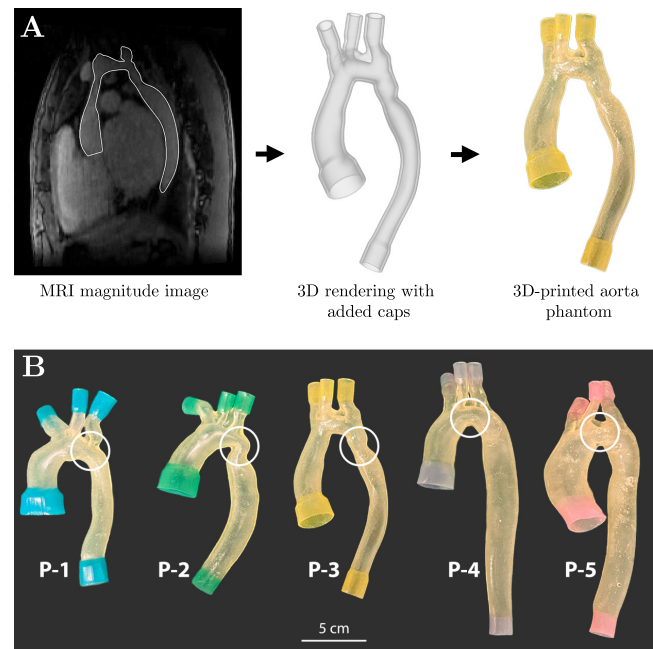 A
MRI magnitude image
3D rendering with
added caps
3D-printed aorta
phantom
B
P-1
P-2
P-3
P-4
P-5
5 cm